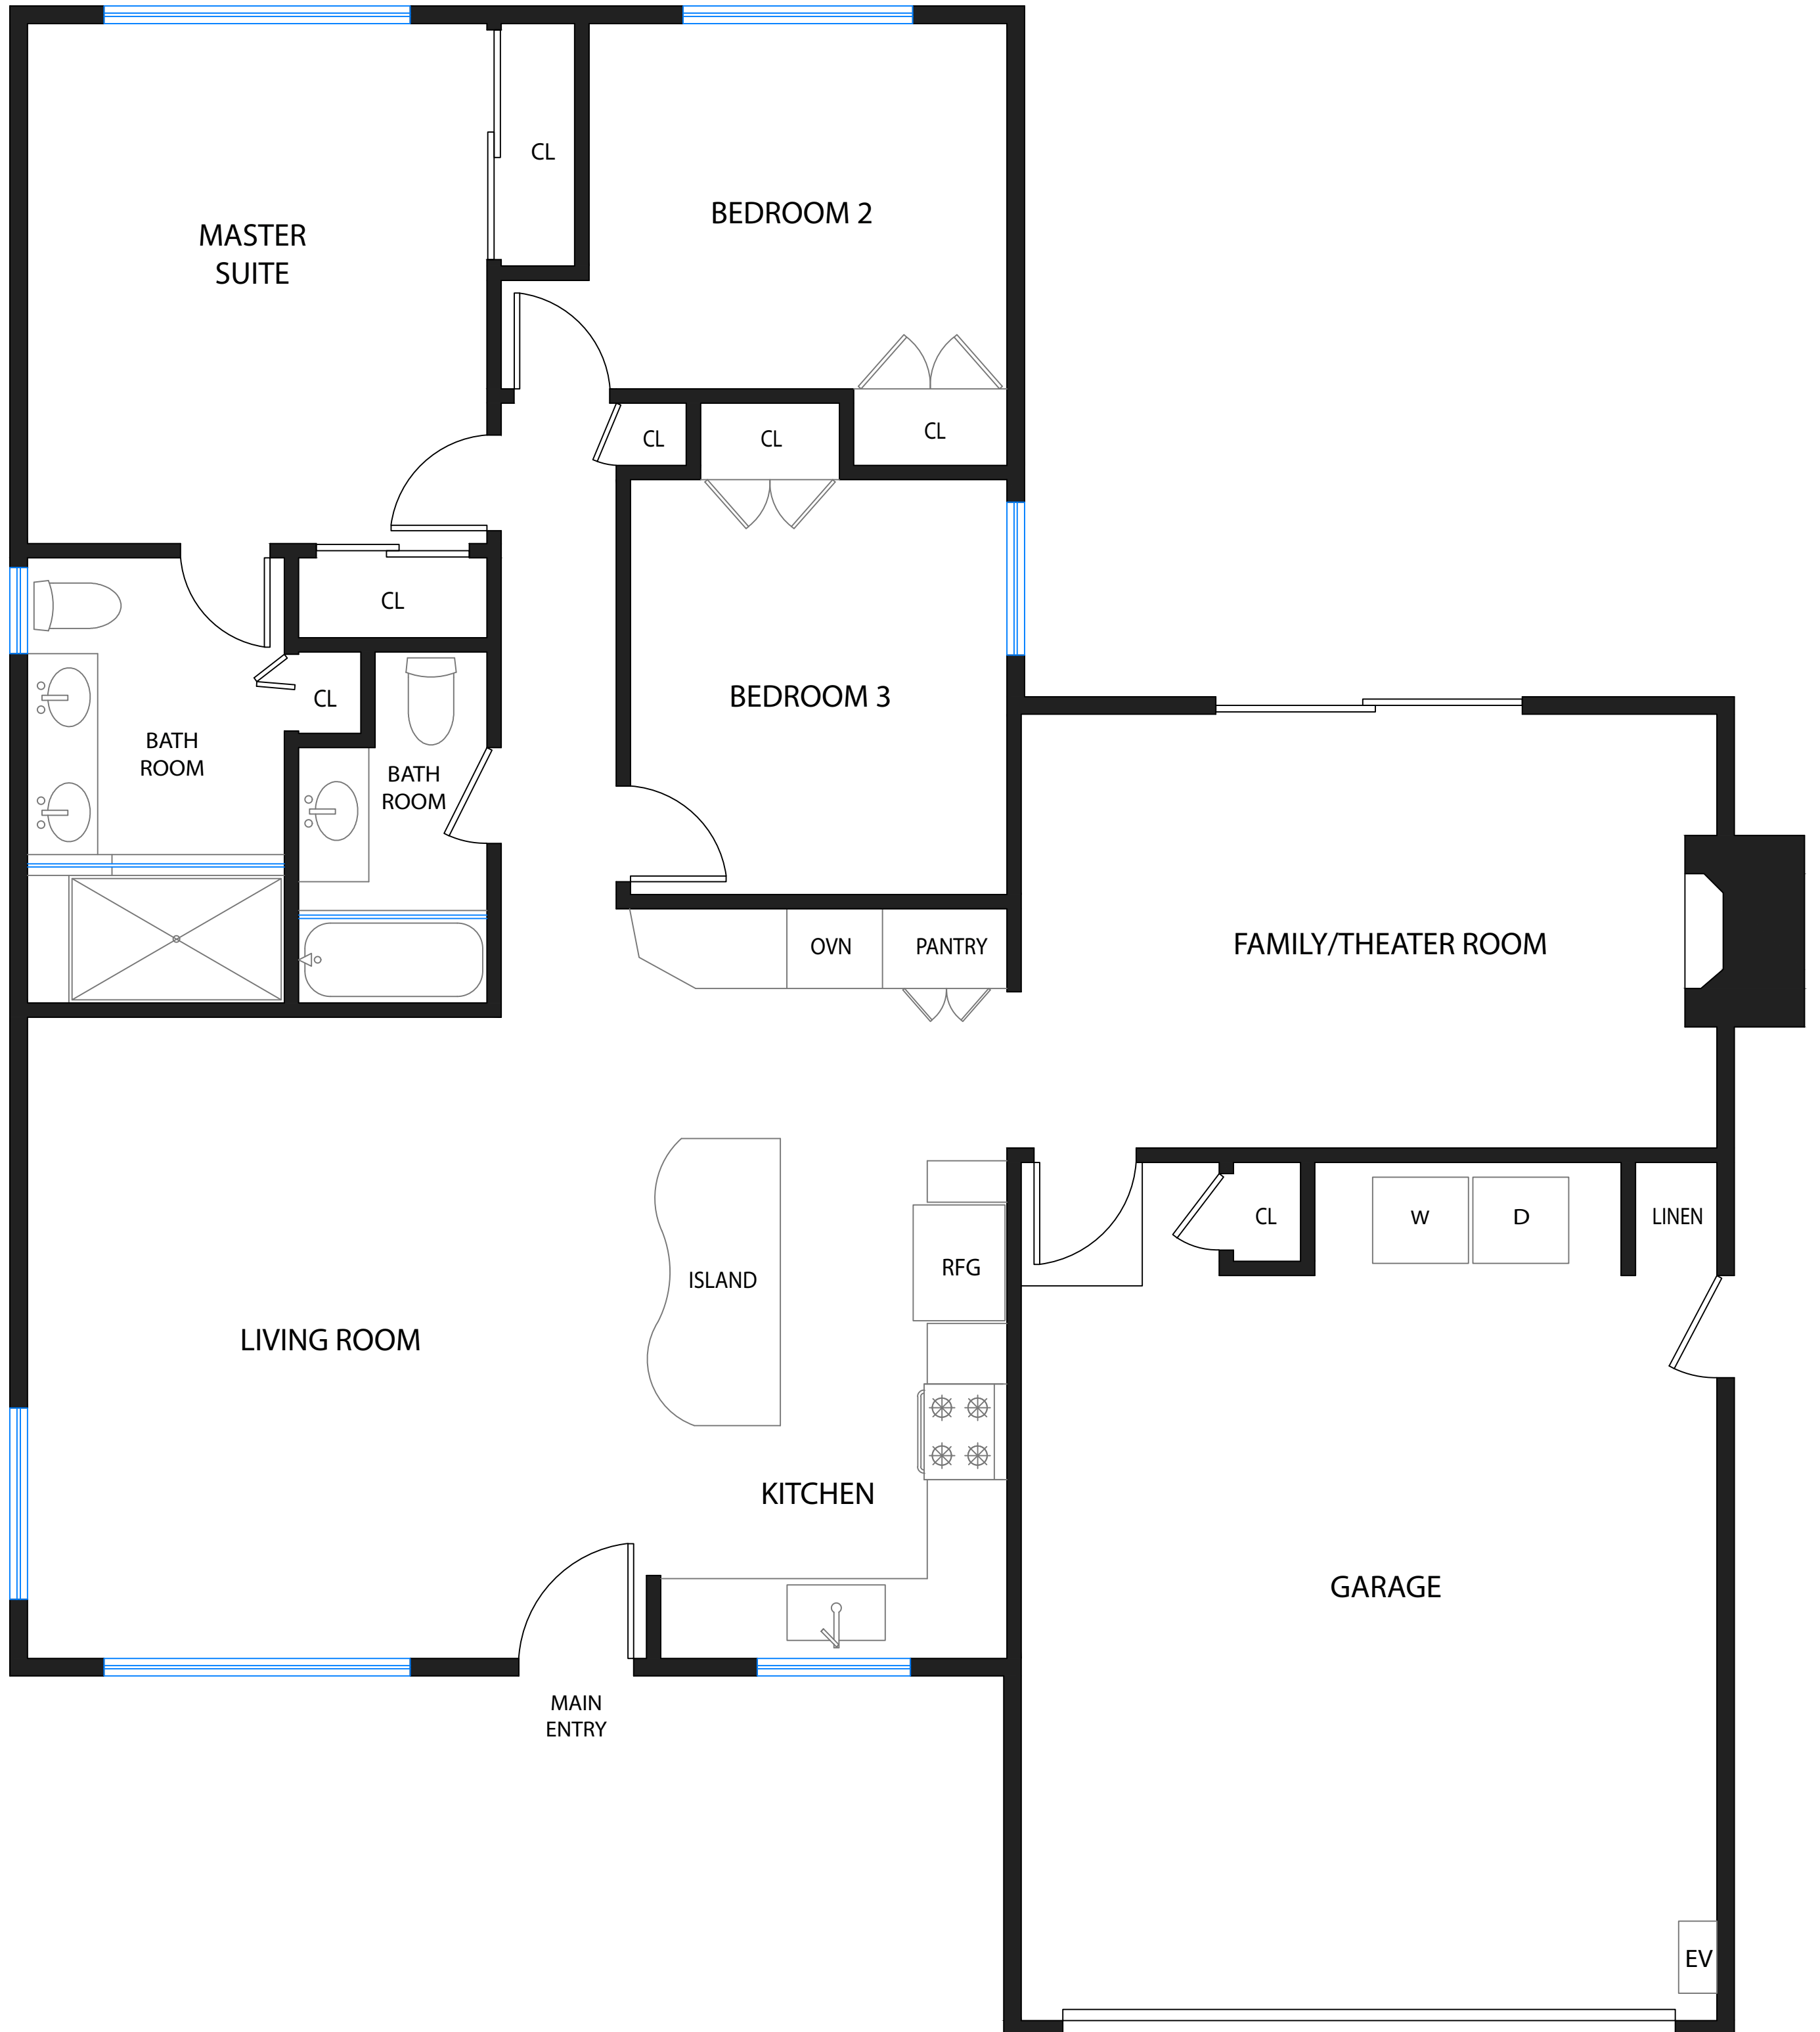 CL
BEDROOM 2
MASTER
SUITE
CL
CL
CL
CL
CL
BEDROOM 3
BATH
ROOM
BATH
ROOM
OVN
PANTRY
FAMILY/THEATER ROOM
CL
W
D
LINEN
RFG
ISLAND
LIVING ROOM
KITCHEN
GARAGE
MAIN
ENTRY
EV